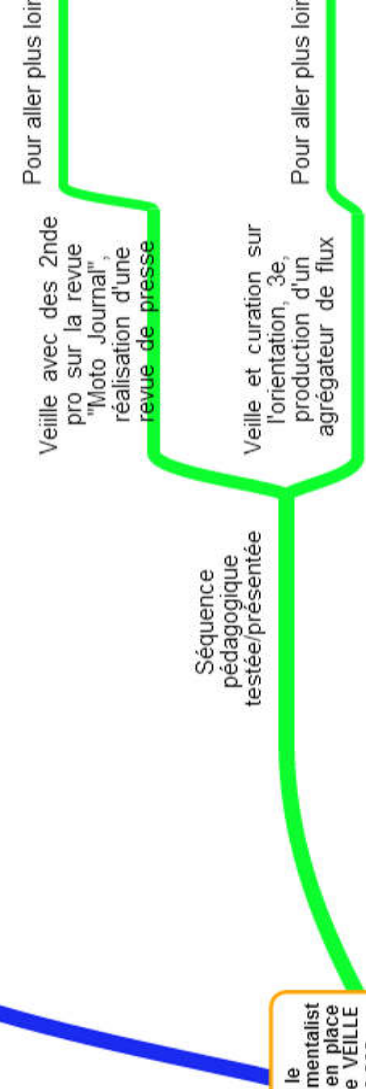 Pour aller plus loin
Veiille avec des 2nde
pro sur la revue
"Moto Journal",
réalisation d'une
revue de presse
Séquence
pédagogique
testée/présentée
Pour aller plus loin
Veille et curation sur
l'orientation, 3e,
production d'un
agrégateur de flux
le
mentalist
en place
e VEILLE